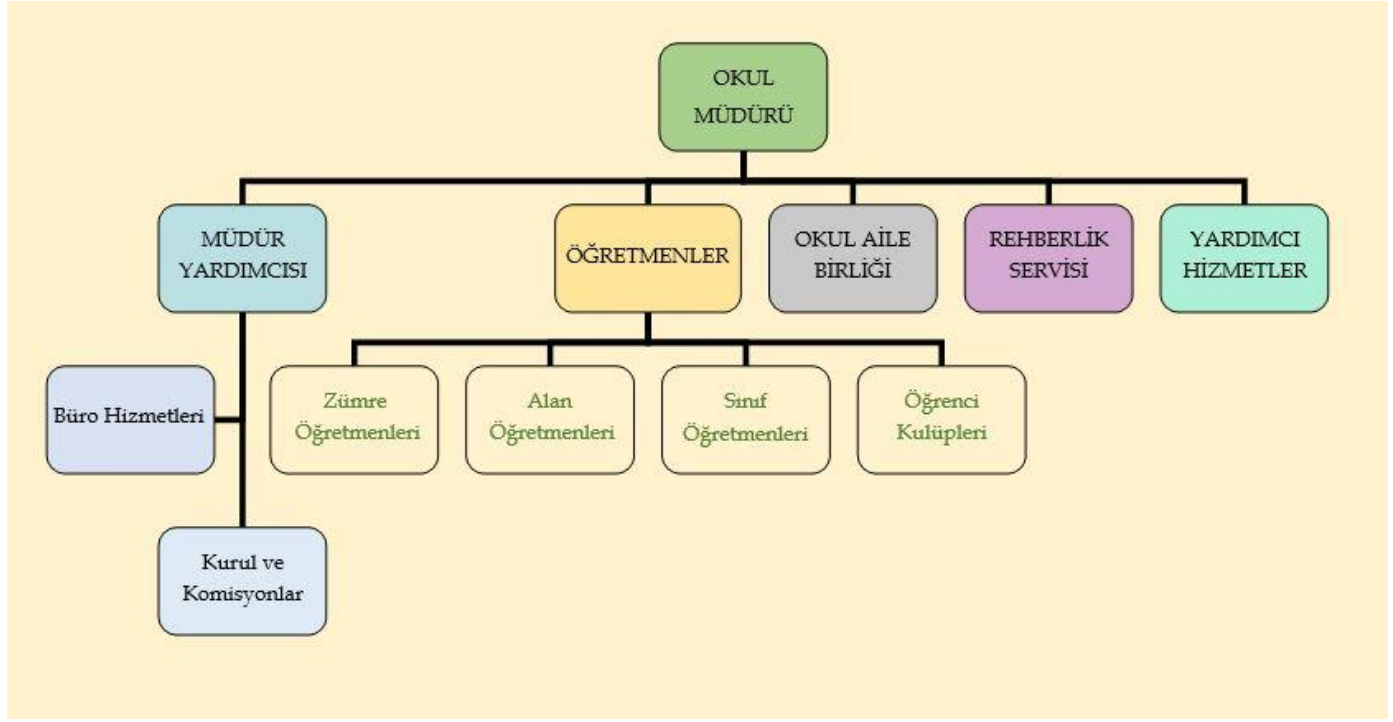 OKUL
MÜDÜRÜ
MÜDÜR
YARDIMCISI
ÖĞRETMENLER
OKUL AİLE
BİRLİĞİ
REHBERLİK
SERVİSİ
YARDIMCI
HİZMETLER
Büro Hizmetleri
Zümre
Öğretmenleri
Alan
Öğretmenleri
Sınıf
Öğretmenleri
Öğrenci
Kulüpleri
Kurul ve
Komisyonlar